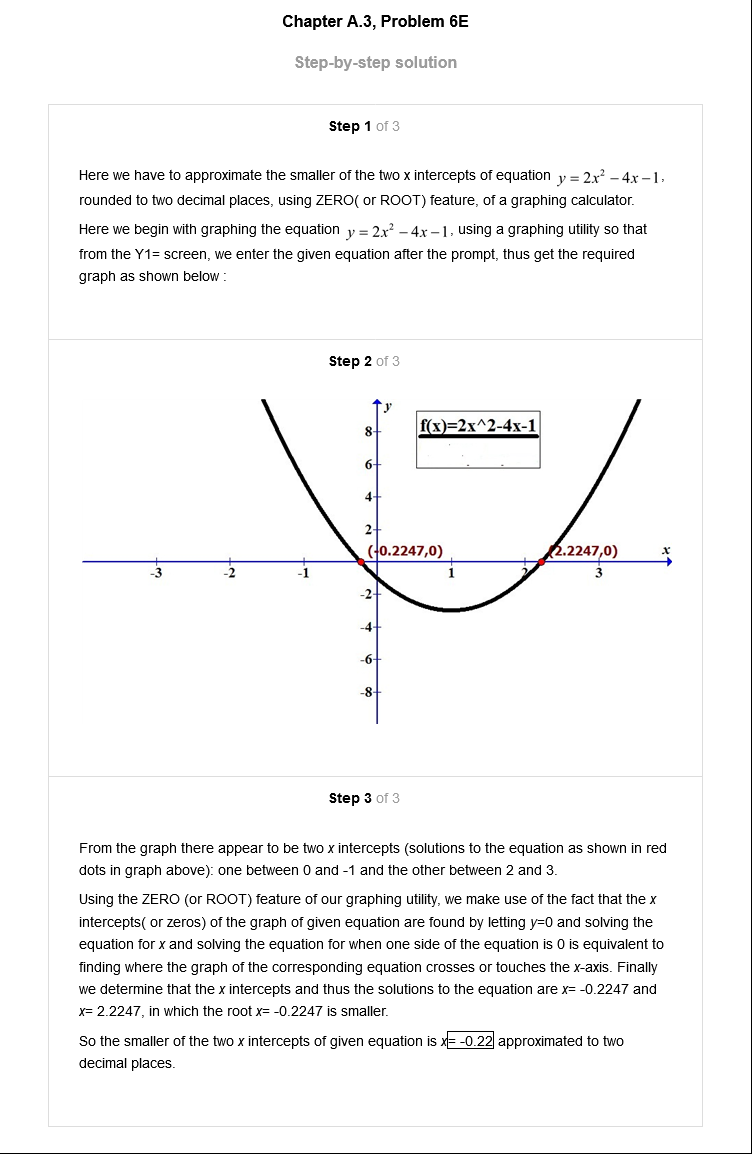 Chapter A.3, Problem 6E
Step-by-step solution
Step 1 of 3
Here we have to approximate the smaller of the two x intercepts of equation y = 2x² – 4x – 1,
rounded to two decimal places, using ZERO( or ROOT) feature, of a graphing calculator.
Here we begin with graphing the equation y = 2x² – 4x – 1, using a graphing utility so that
from the Y1= screen, we enter the given equation after the prompt, thus get the required
graph as shown below :
Step 2 of 3
y
f(x)=2x^2-4x-1
8
6
4
2
(-0.2247,0)
(2.2247,0)
x
-3
-2
-1
1
2
3
-2
-4
-6
-8
Step 3 of 3
From the graph there appear to be two x intercepts (solutions to the equation as shown in red
dots in graph above): one between 0 and -1 and the other between 2 and 3.
Using the ZERO (or ROOT) feature of our graphing utility, we make use of the fact that the x
intercepts( or zeros) of the graph of given equation are found by letting y=0 and solving the
equation for x and solving the equation for when one side of the equation is 0 is equivalent to
finding where the graph of the corresponding equation crosses or touches the x-axis. Finally
we determine that the x intercepts and thus the solutions to the equation are x= -0.2247 and
x= 2.2247, in which the root x= -0.2247 is smaller.
So the smaller of the two x intercepts of given equation is x= -0.22 approximated to two
decimal places.